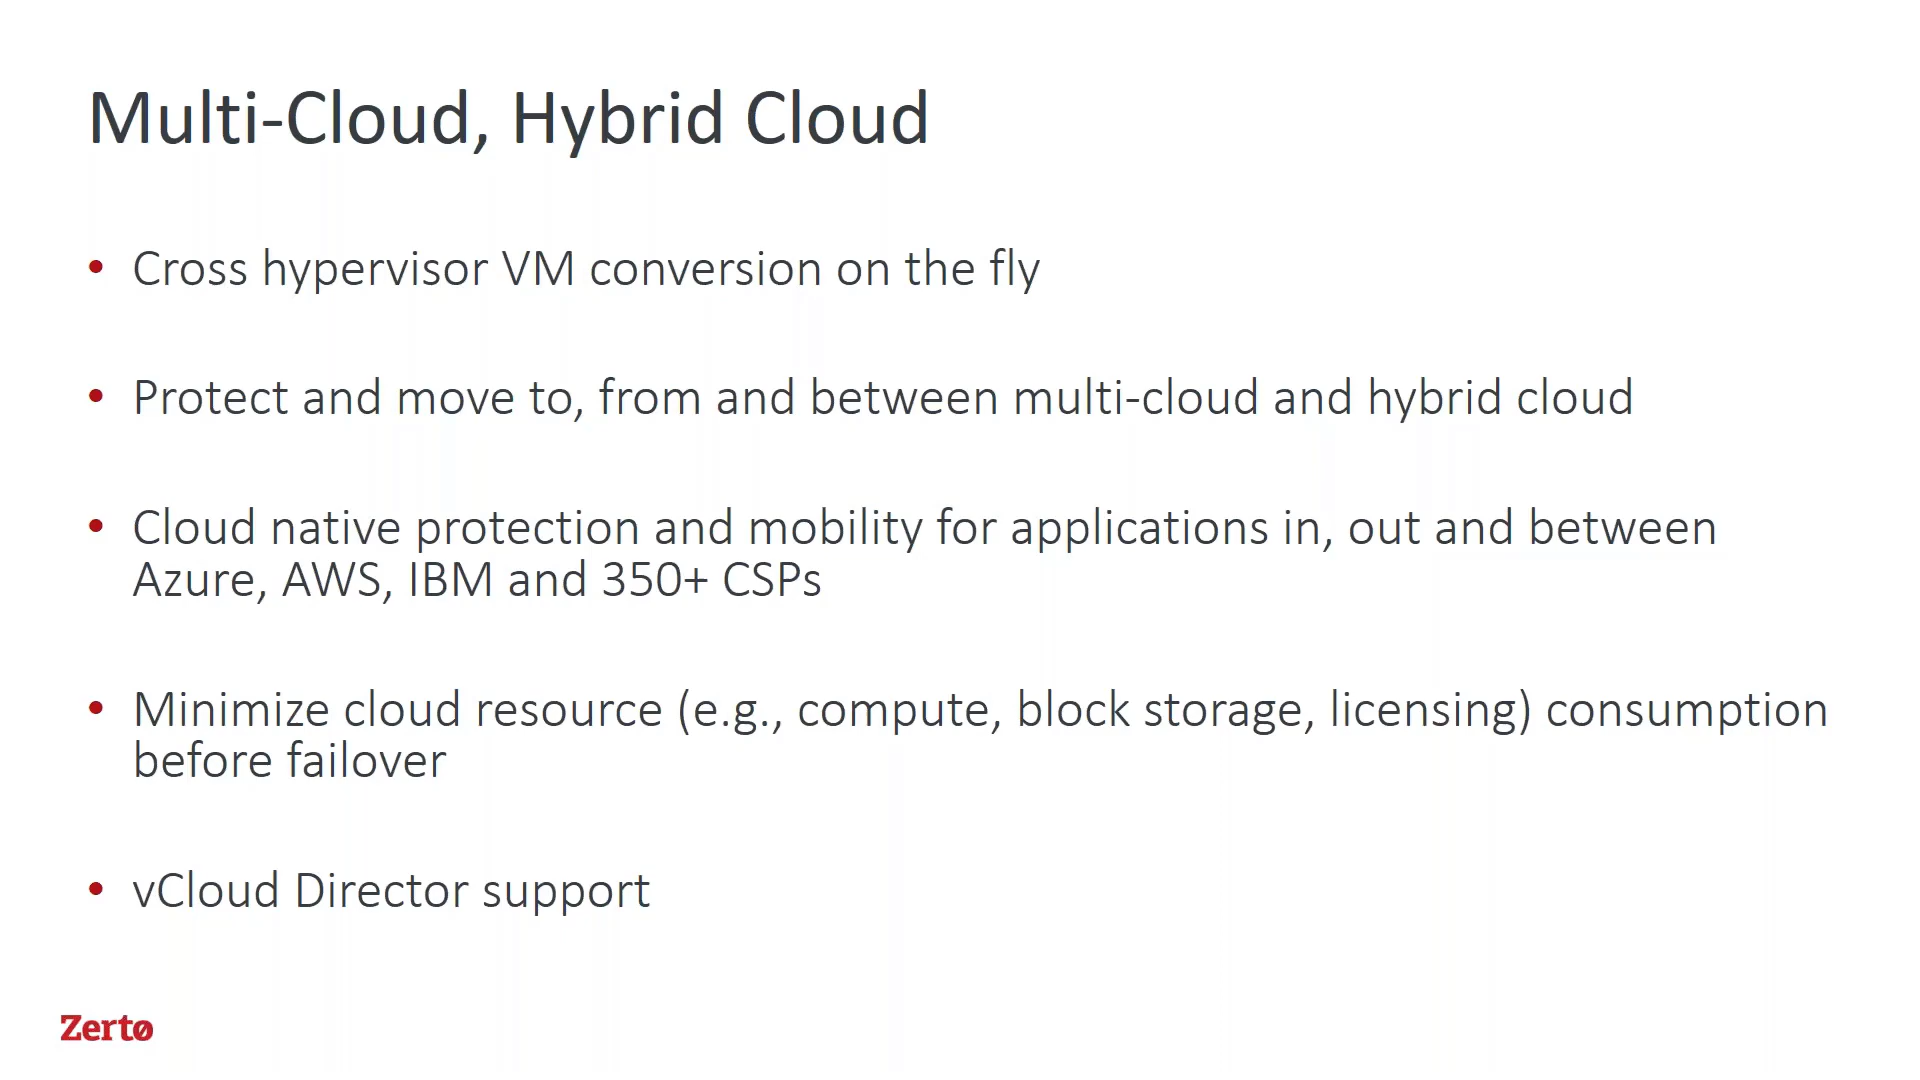 Multi-Cloud, Hybrid Cloud
• Cross hypervisor VM conversion on the fly
• Protect and move to, from and between multi-cloud and hybrid cloud
• Cloud native protection and mobility for applications in, out and between
Azure, AWS, IBM and 350+ CSPs
• Minimize cloud resource (e.g., compute, block storage, licensing) consumption
before failover
• vCloud Director support
Zerto